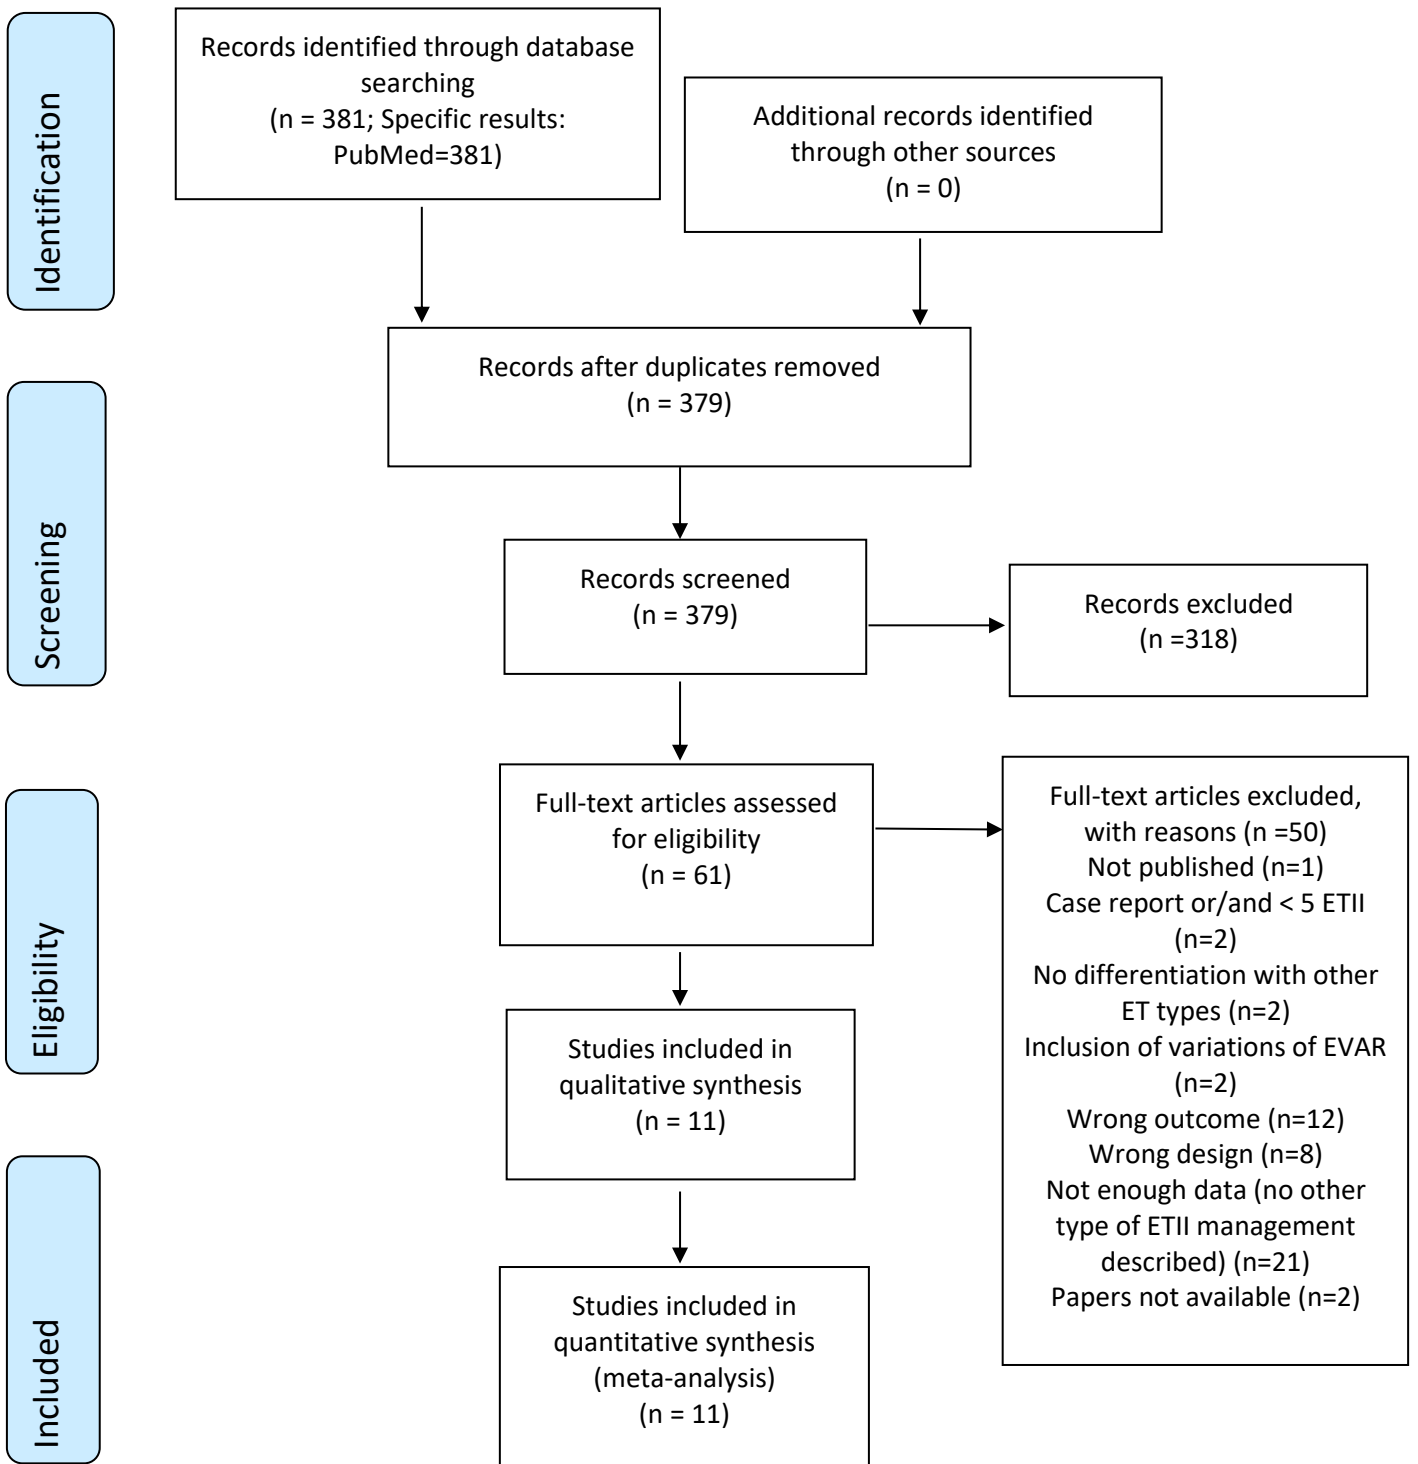 Identification
Records identified through database
searching
(n = 381; Specific results:
PubMed=381)
Additional records identified
through other sources
(n = 0)
Records after duplicates removed
(n = 379)
Screening
Records screened
(n = 379)
Records excluded
(n =318)
Eligibility
Full-text articles assessed
for eligibility
(n = 61)
Full-text articles excluded,
with reasons (n =50)
Not published (n=1)
Case report or/and < 5 ETII
(n=2)
No differentiation with other
ET types (n=2)
Inclusion of variations of EVAR
(n=2)
Wrong outcome (n=12)
Wrong design (n=8)
Not enough data (no other
type of ETII management
described) (n=21)
Papers not available (n=2)
Studies included in
qualitative synthesis
(n = 11)
Included
Studies included in
quantitative synthesis
(meta-analysis)
(n = 11)